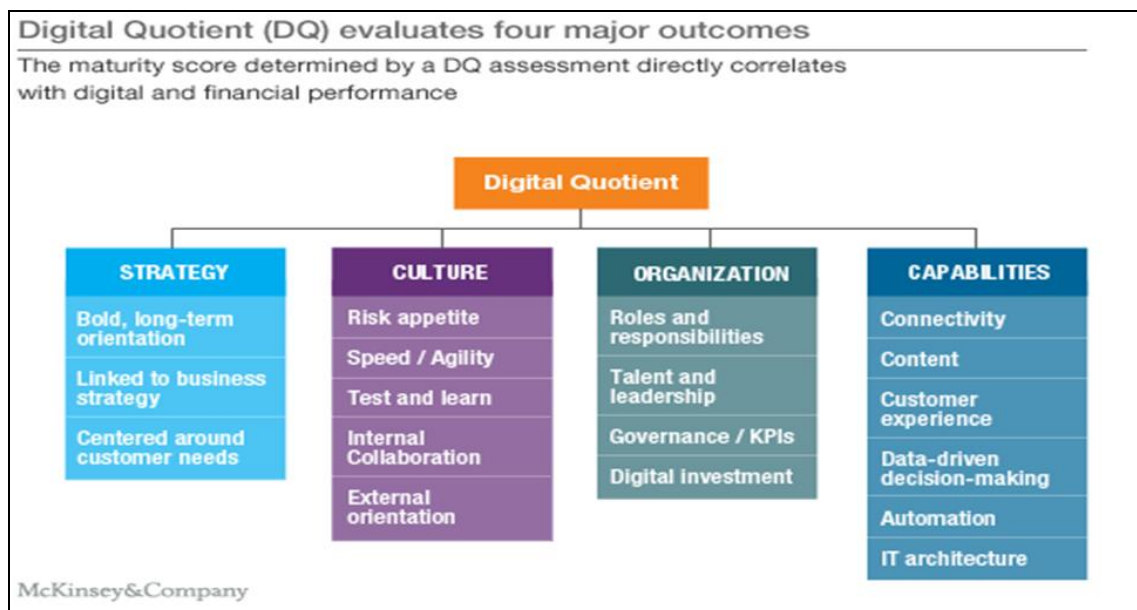 Digital Quotient (DQ) evaluates four major outcomes
The maturity score determined by a DQ assessment directly correlates
with digital and financial performance
Digital Quotient
STRATEGY
Bold, long-term
orientation
Linked to business
strategy
Centered around
customer needs
CULTURE
Risk appetite
Speed / Agility
Test and learn
Internal
Collaboration
External
orientation
ORGANIZATION
Roles and
responsibilities
Talent and
leadership
Governance / KPIs
Digital investment
CAPABILITIES
Connectivity
Content
Customer
experience
Data-driven
decision-making
Automation
IT architecture
McKinsey&Company